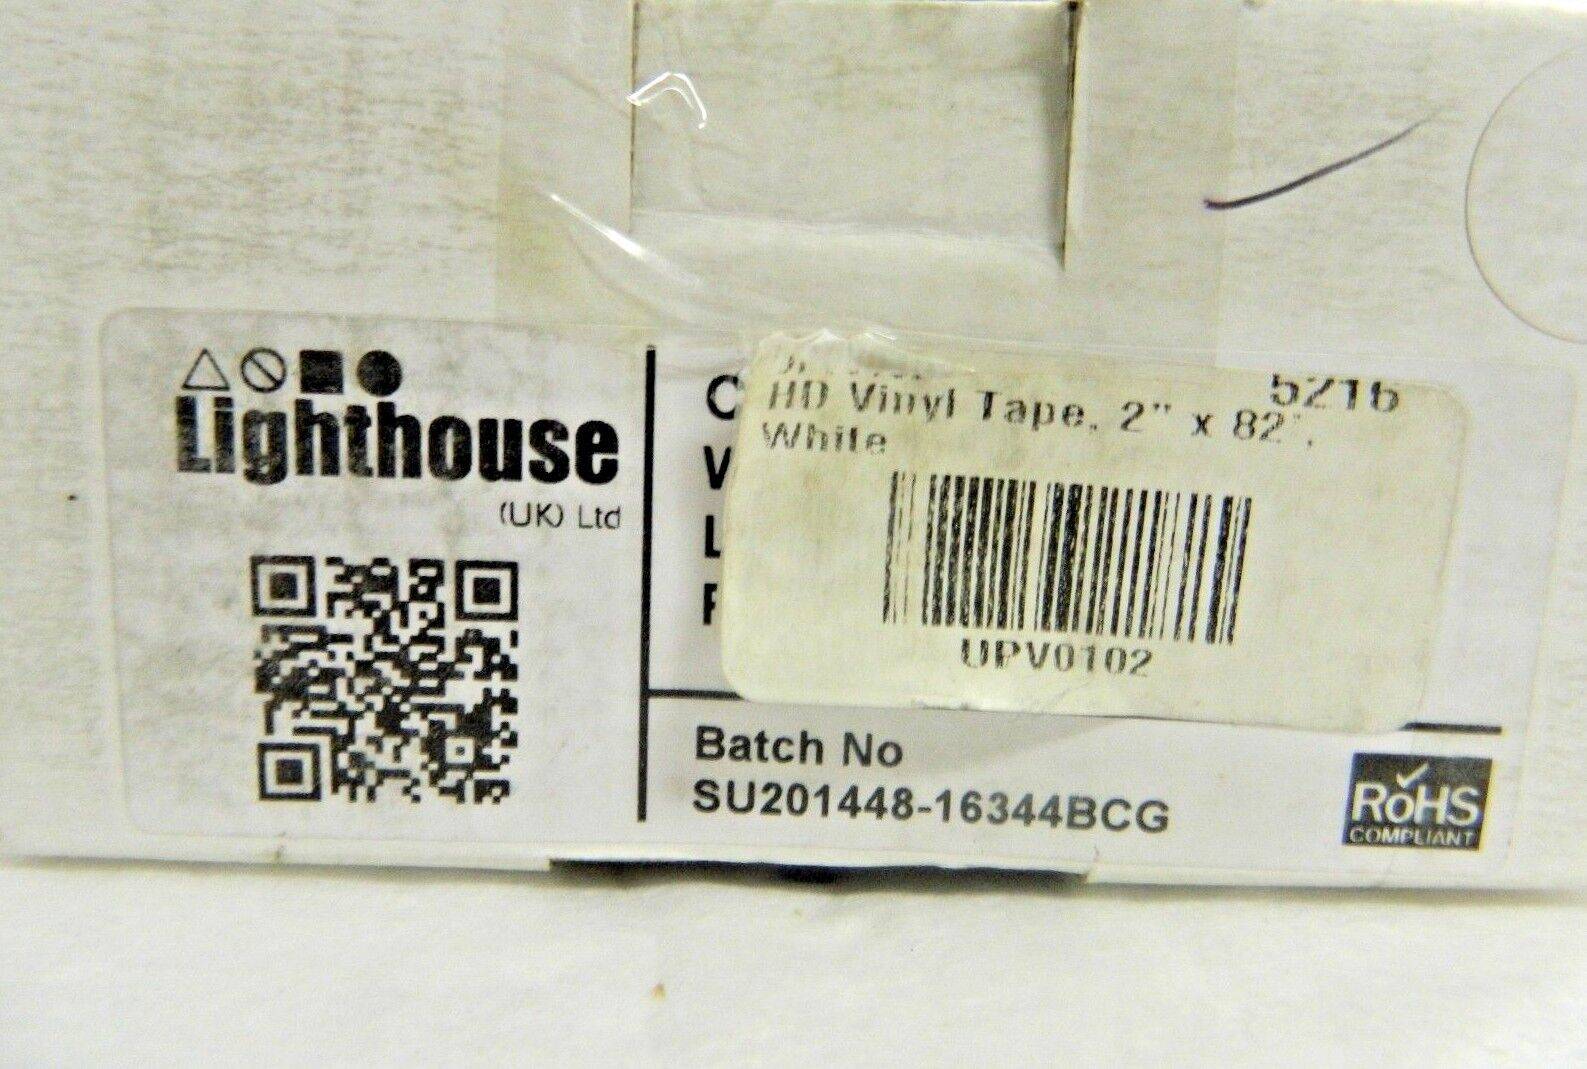 Lighthouse
(UK) Ltd
5216
HD Vinyl Tape, 2" x 82',
White
UPV0102
Batch No
SU201448-16344BCG
RoHS
COMPLIANT